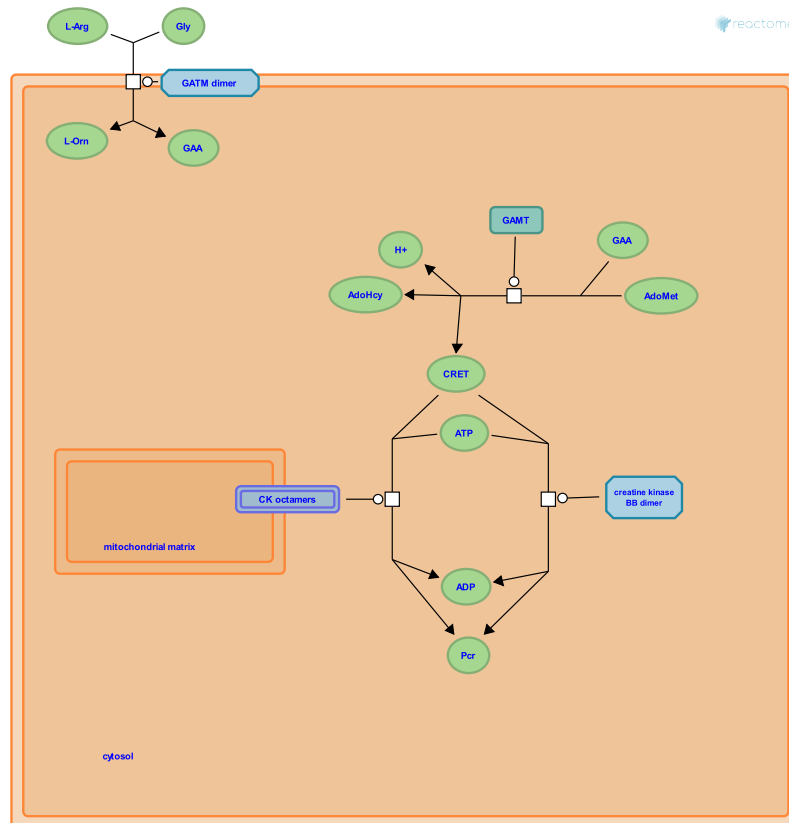 L-Arg
Gly
reactome
GATM dimer
L-Orn
GAA
GAMT
GAA
H+
AdoHcy
AdoMet
CRET
ATP
CK octamers
creatine kinase
BB dimer
mitochondrial matrix
ADP
Pcr
cytosol